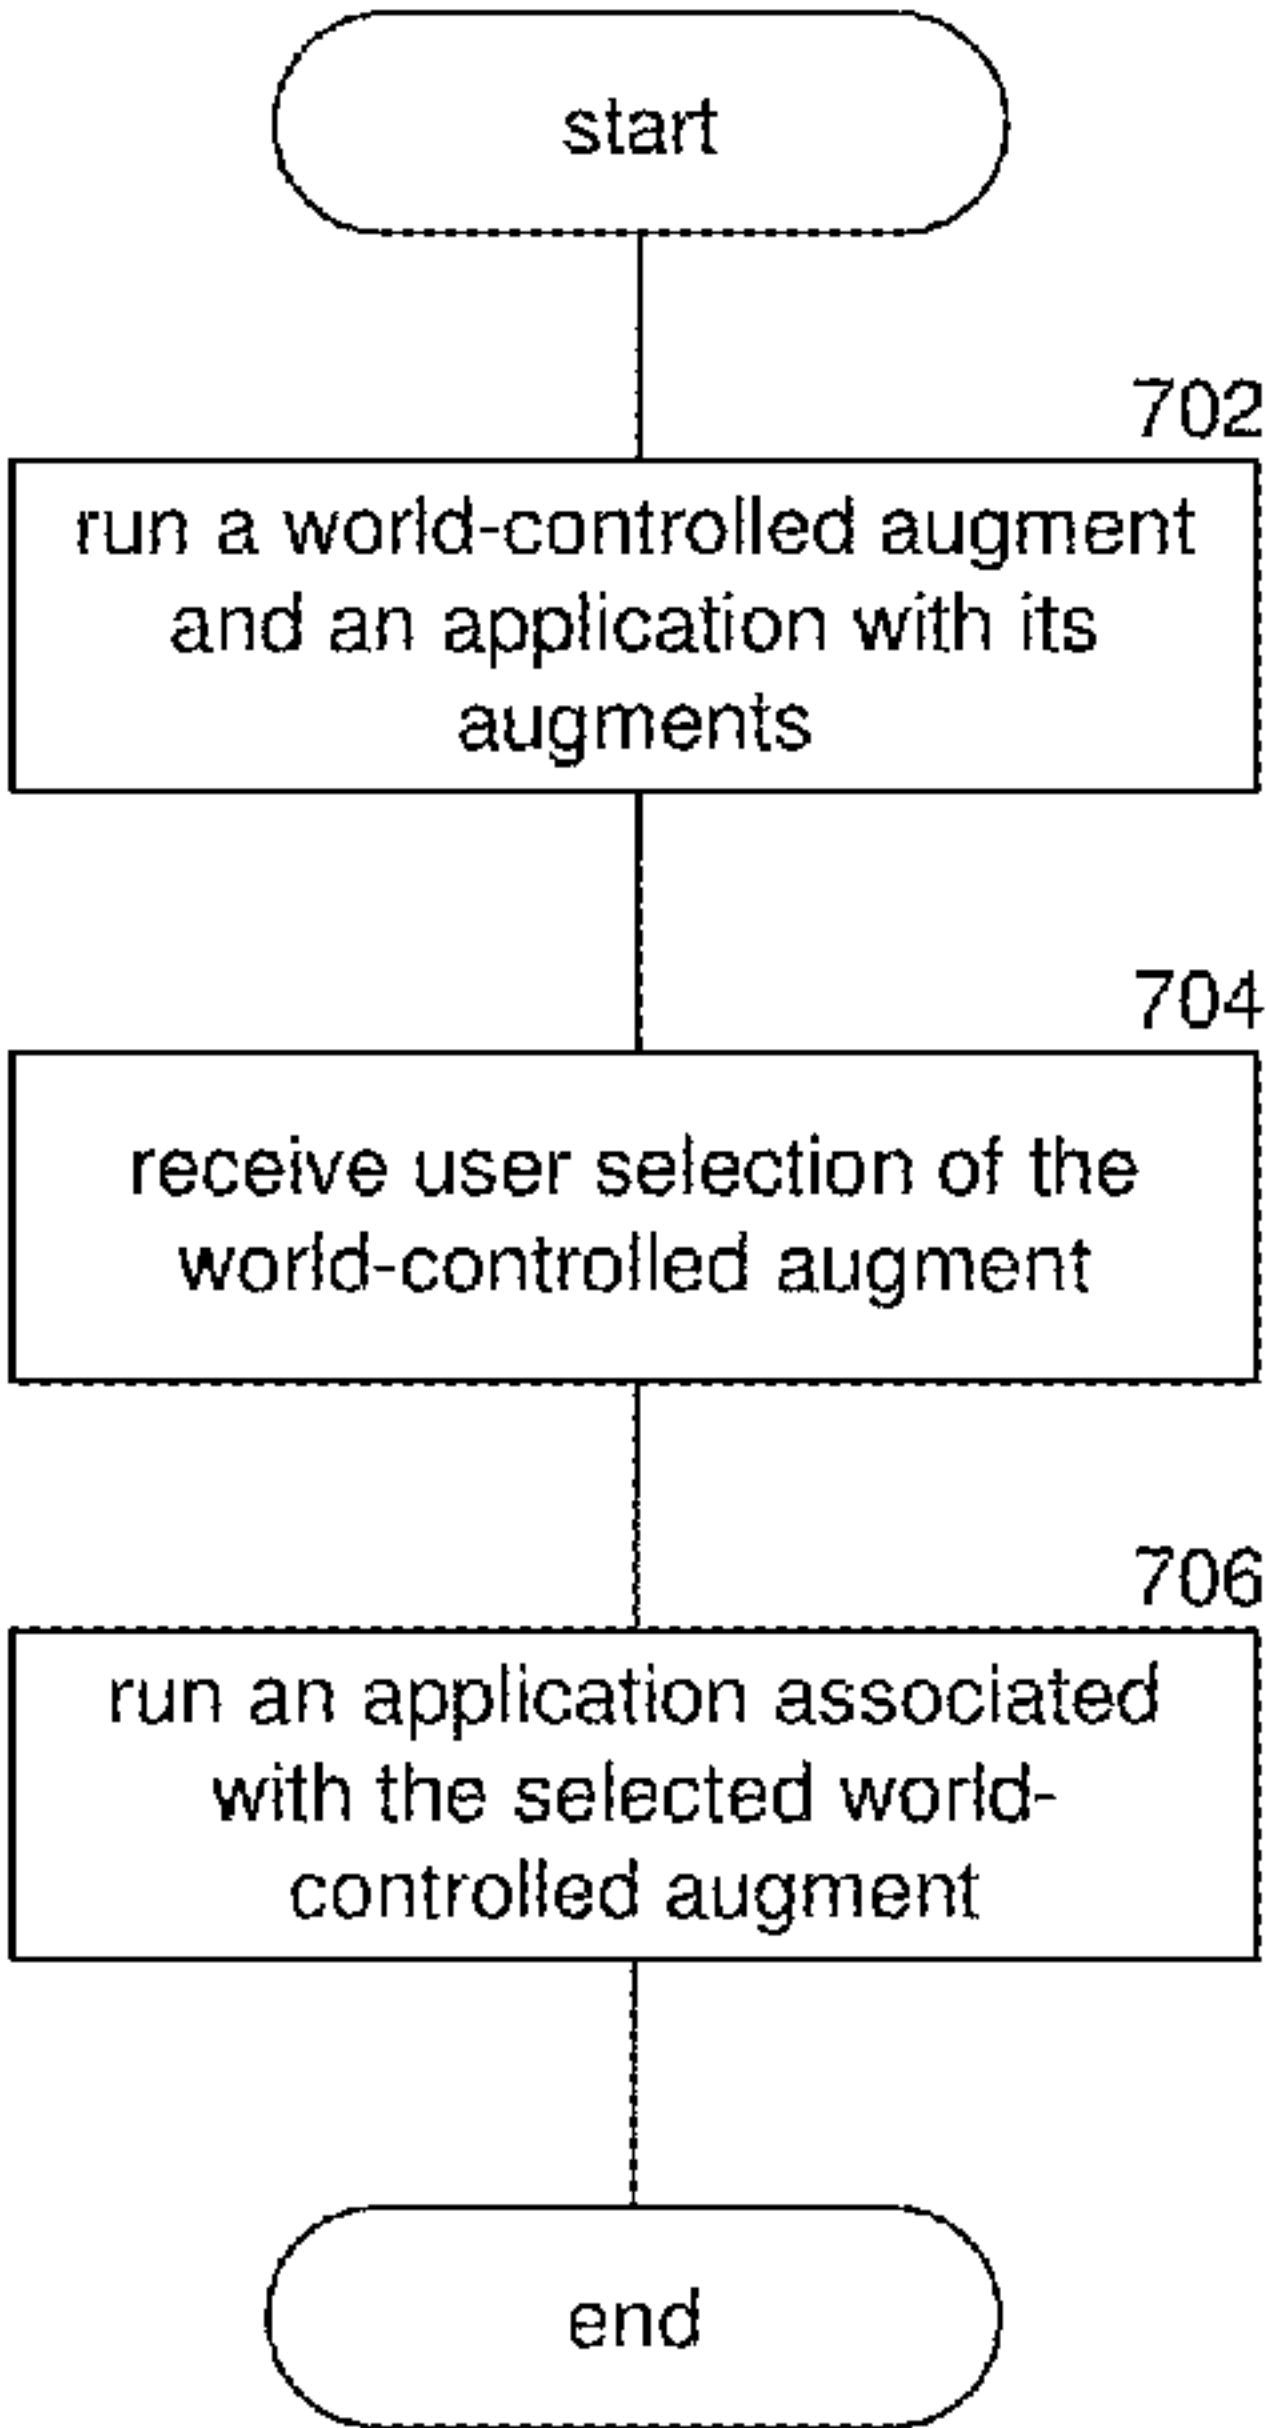 start
702
run a world-controlled augment
and an application with its
augments
704
receive user selection of the
world-controlled augment
706
run an application associated
with the selected world-
controlled augment
end